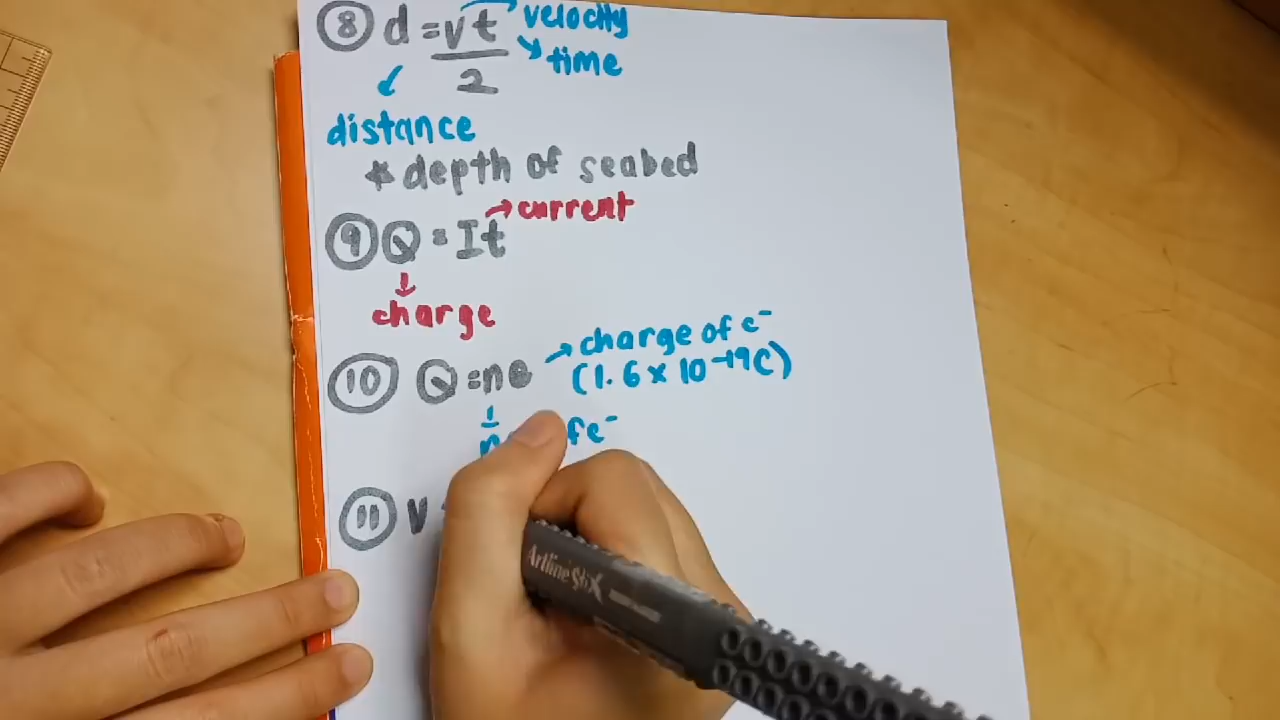 ⑧ d = vt/2 → velocity
↘ time
↙
distance
* depth of seabed
⑨ Q = It → current
↓
charge
⑩ Q = ne → charge of e⁻
(1.6 × 10⁻¹⁹C)
of e⁻
⑪ V
Artline Stix